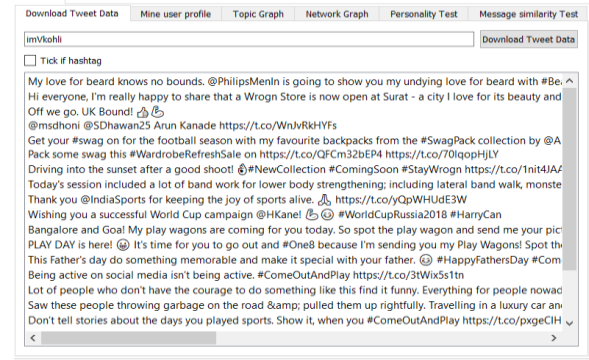 Download Tweet Data Mine user profile Topic Graph Network Graph Personality Test Message similarity Test
imVkohli Download Tweet Data
Tick if hashtag
My love for beard knows no bounds. @PhilipsMenIn is going to show you my undying love for beard with #Be
Hi everyone, I'm really happy to share that a Wrogn Store is now open at Surat - a city I love for its beauty and
Off we go. UK Bound! 👍💪
@msdhoni @SDhawan25 Arun Kanade https://t.co/WnJvRkHYFs
Get your #swag on for the football season with my favourite backpacks from the #SwagPack collection by @A
Pack some swag this #WardrobeRefreshSale on https://t.co/QFCm32bEP4 https://t.co/70lqopHjLY
Driving into the sunset after a good shoot! 👌#NewCollection #ComingSoon #StayWrogn https://t.co/1nit4JAA
Today's session included a lot of band work for lower body strengthening; including lateral band walk, monste
Thank you @IndiaSports for keeping the joy of sports alive. 🙏 https://t.co/yQpWHUdE3W
Wishing you a successful World Cup campaign @HKane! 💪😊 #WorldCupRussia2018 #HarryCan
Bangalore and Goa! My play wagons are coming for you today. So spot the play wagon and send me your pic
PLAY DAY is here! 😀 It's time for you to go out and #One8 because I'm sending you my Play Wagons! Spot the
This Father's day do something memorable and make it special with your father. 😊 #HappyFathersDay #Com
Being active on social media isn't being active. #ComeOutAndPlay https://t.co/3tWix5s1tn
Lot of people who don't have the courage to do something like this find it funny. Everything for people nowad
Saw these people throwing garbage on the road &amp; pulled them up rightfully. Travelling in a luxury car an
Don't tell stories about the days you played sports. Show it, when you #ComeOutAndPlay https://t.co/pxgeCIH